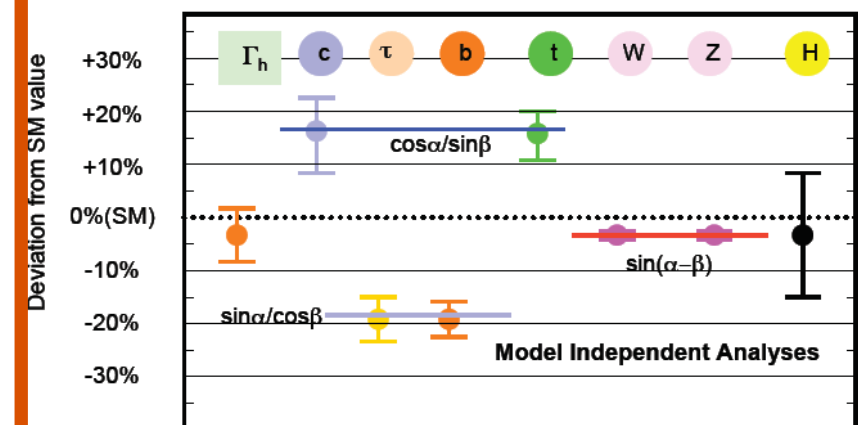 Deviation from SM value
+30%
+20%
+10%
0%(SM)
-10%
-20%
-30%
Γh c τ b t W Z H
cosα/sinβ
sin(α−β)
sinα/cosβ
Model Independent Analyses